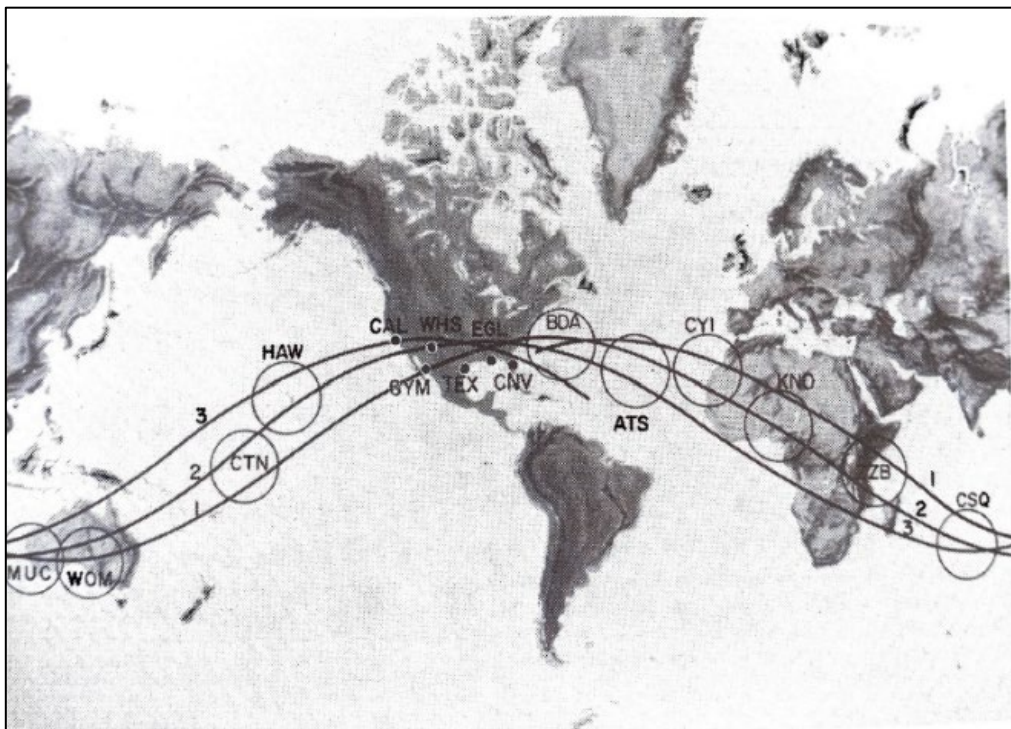 CAL WHS EGL BDA CYI
HAW
GYM TEX CNV KNO
3 ATS
2 CTN ZB 1
1 2 CSQ
3
MUC WOM